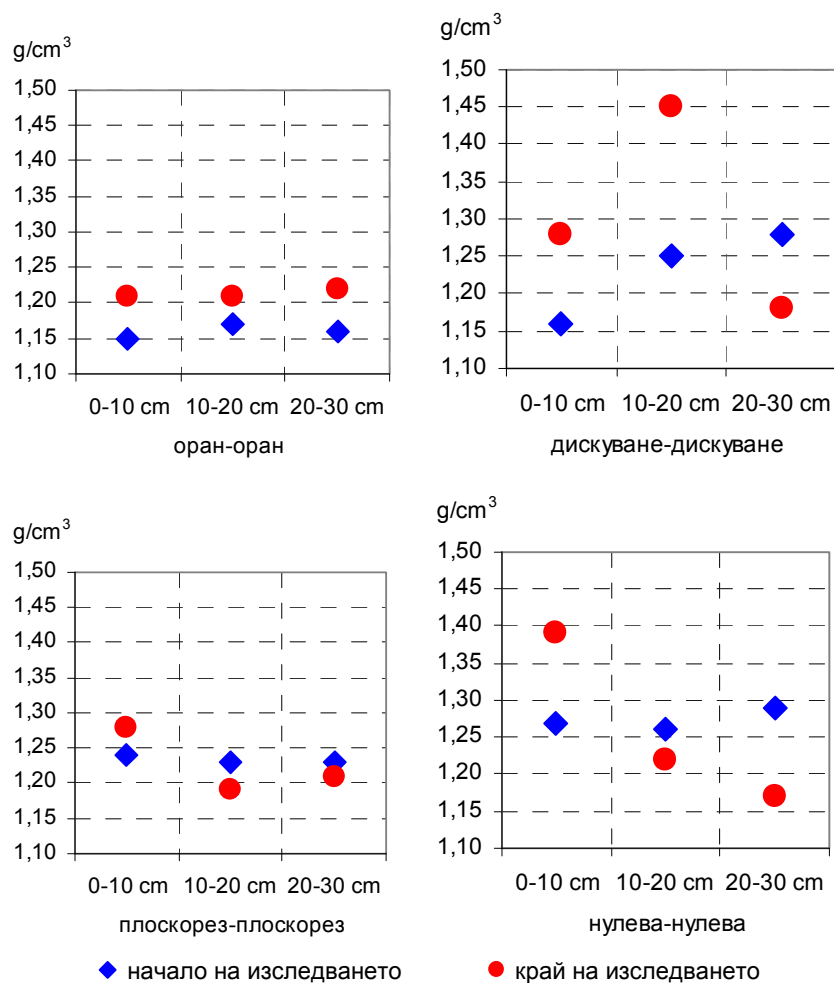 g/cm³
1,50
1,45
1,40
1,35
1,30
1,25
1,20
1,15
1,10
0-10 cm 10-20 cm 20-30 cm
оран-оран
g/cm³
1,50
1,45
1,40
1,35
1,30
1,25
1,20
1,15
1,10
0-10 cm 10-20 cm 20-30 cm
дискуване-дискуване
g/cm³
1,50
1,45
1,40
1,35
1,30
1,25
1,20
1,15
1,10
0-10 cm 10-20 cm 20-30 cm
плоскорез-плоскорез
g/cm³
1,50
1,45
1,40
1,35
1,30
1,25
1,20
1,15
1,10
0-10 cm 10-20 cm 20-30 cm
нулева-нулева
начало на изследването
край на изследването